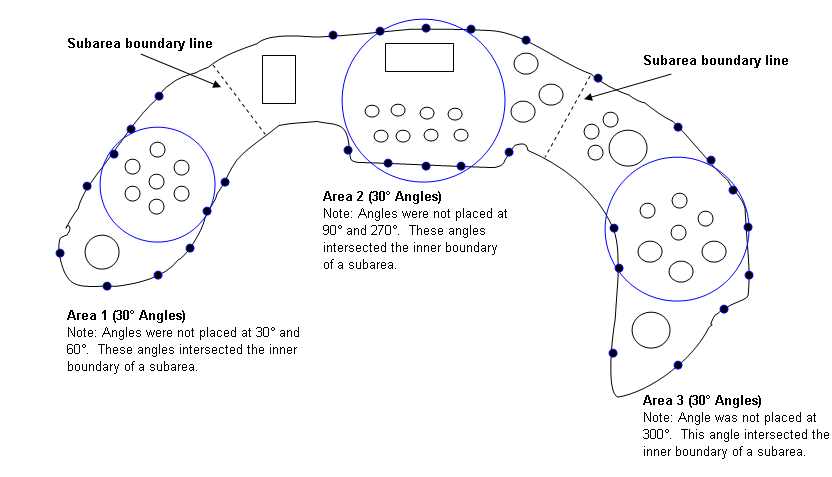 Subarea boundary line
Subarea boundary line
Area 2 (30° Angles)
Note: Angles were not placed at
90° and 270°.  These angles
intersected the inner boundary
of a subarea.
Area 1 (30° Angles)
Note: Angles were not placed at 30° and
60°.  These angles intersected the inner
boundary of a subarea.
Area 3 (30° Angles)
Note: Angle was not placed at
300°.  This angle intersected the
inner boundary of a subarea.